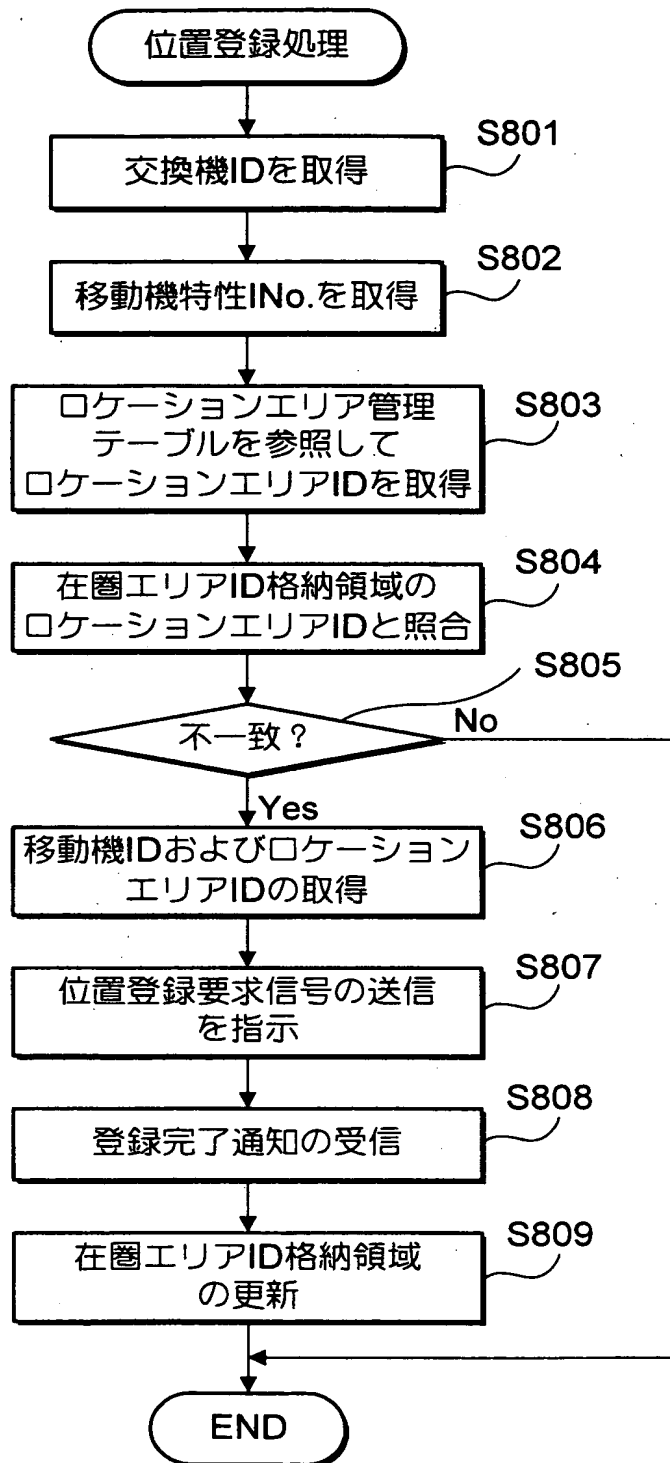 位置登録処理
S801
交換機IDを取得
S802
移動機特性INo.を取得
S803
ロケーションエリア管理
テーブルを参照して
ロケーションエリアIDを取得
S804
在圏エリアID格納領域の
ロケーションエリアIDと照合
S805
不一致?
No
Yes
S806
移動機IDおよびロケーション
エリアIDの取得
S807
位置登録要求信号の送信
を指示
S808
登録完了通知の受信
S809
在圏エリアID格納領域
の更新
END